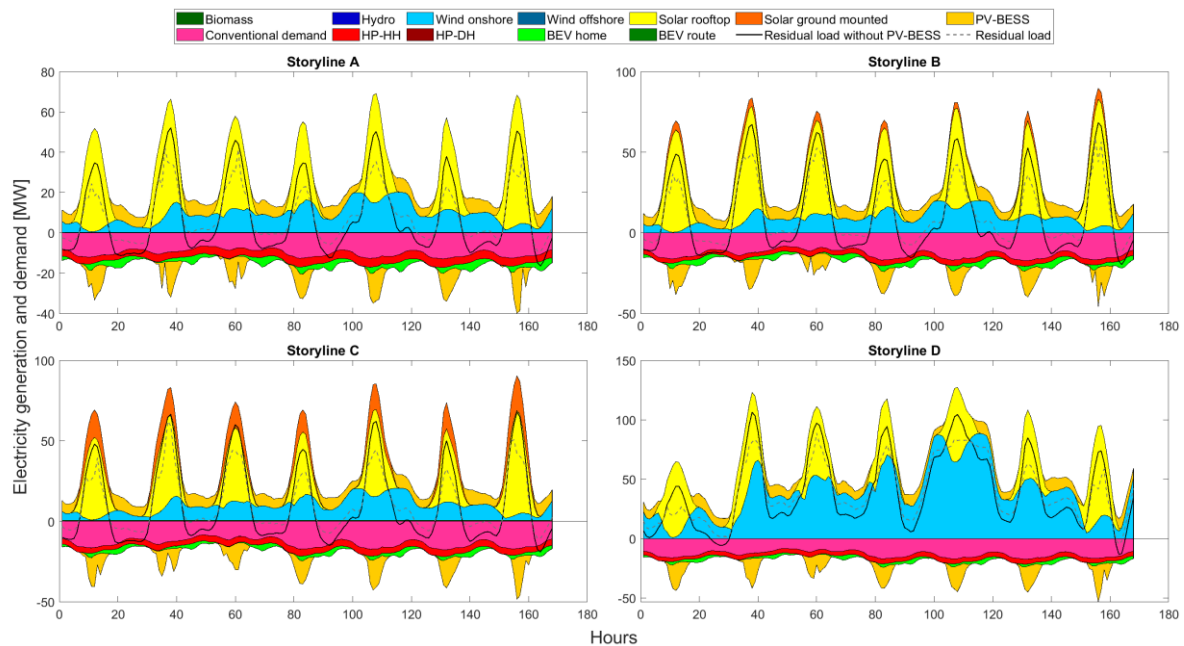 Biomass Hydro Wind onshore Wind offshore Solar rooftop Solar ground mounted PV-BESS
Conventional demand HP-HH HP-DH BEV home BEV route Residual load without PV-BESS Residual load
Storyline A
80
60
40
20
0
-20
-40
0 20 40 60 80 100 120 140 160 180
Storyline B
100
50
0
-50
0 20 40 60 80 100 120 140 160 180
Storyline C
100
50
0
-50
0 20 40 60 80 100 120 140 160 180
Storyline D
150
100
50
0
-50
0 20 40 60 80 100 120 140 160 180
Electricity generation and demand [MW]
Hours